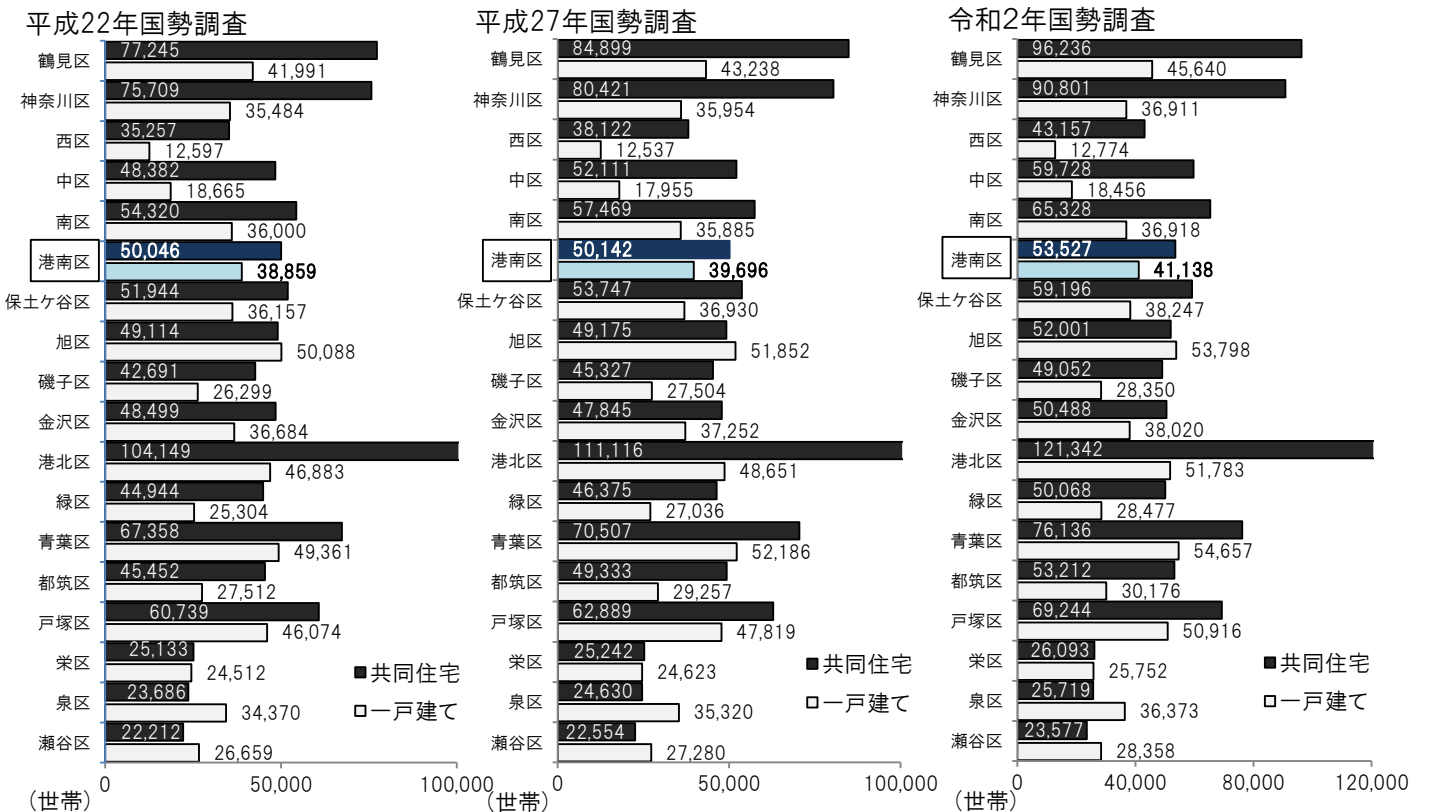 平成22年国勢調査
鶴見区
77,245
41,991
神奈川区
75,709
35,484
西区
35,257
12,597
中区
48,382
18,665
南区
54,320
36,000
港南区
50,046
38,859
保土ケ谷区
51,944
36,157
旭区
49,114
50,088
磯子区
42,691
26,299
金沢区
48,499
36,684
港北区
104,149
46,883
緑区
44,944
25,304
青葉区
67,358
49,361
都筑区
45,452
27,512
戸塚区
60,739
46,074
栄区
25,133
24,512
泉区
23,686
34,370
瀬谷区
22,212
26,659
■共同住宅
□一戸建て
0 50,000 100,000
(世帯)
平成27年国勢調査
鶴見区
84,899
43,238
神奈川区
80,421
35,954
西区
38,122
12,537
中区
52,111
17,955
南区
57,469
35,885
港南区
50,142
39,696
保土ケ谷区
53,747
36,930
旭区
49,175
51,852
磯子区
45,327
27,504
金沢区
47,845
37,252
港北区
111,116
48,651
緑区
46,375
27,036
青葉区
70,507
52,186
都筑区
49,333
29,257
戸塚区
62,889
47,819
栄区
25,242
24,623
泉区
24,630
35,320
瀬谷区
22,554
27,280
■共同住宅
□一戸建て
0 50,000 100,000
(世帯)
令和2年国勢調査
鶴見区
96,236
45,640
神奈川区
90,801
36,911
西区
43,157
12,774
中区
59,728
18,456
南区
65,328
36,918
港南区
53,527
41,138
保土ケ谷区
59,196
38,247
旭区
52,001
53,798
磯子区
49,052
28,350
金沢区
50,488
38,020
港北区
121,342
51,783
緑区
50,068
28,477
青葉区
76,136
54,657
都筑区
53,212
30,176
戸塚区
69,244
50,916
栄区
26,093
25,752
泉区
25,719
36,373
瀬谷区
23,577
28,358
■共同住宅
□一戸建て
0 40,000 80,000 120,000
(世帯)